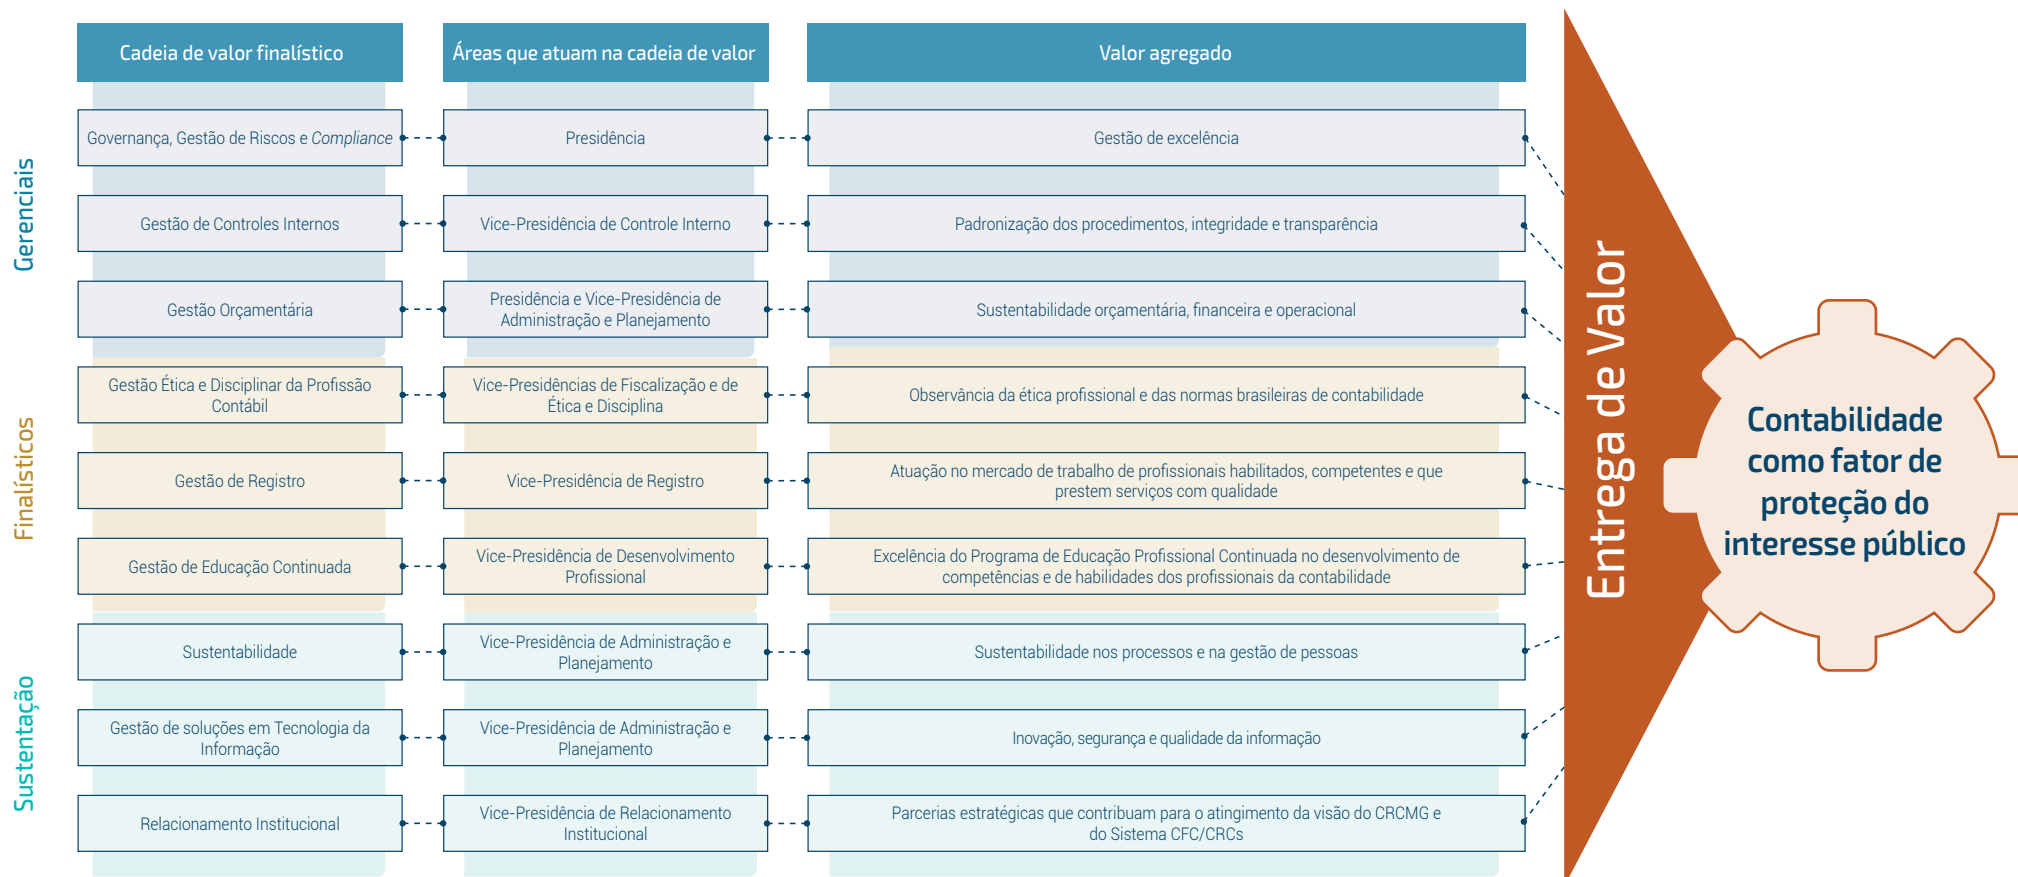 Cadeia de valor finalístico
Áreas que atuam na cadeia de valor
Valor agregado
Gerenciais
Governança, Gestão de Riscos e Compliance
Presidência
Gestão de excelência
Gestão de Controles Internos
Vice-Presidência de Controle Interno
Padronização dos procedimentos, integridade e transparência
Gestão Orçamentária
Presidência e Vice-Presidência de
Administração e Planejamento
Sustentabilidade orçamentária, financeira e operacional
Finalísticos
Gestão Ética e Disciplinar da Profissão
Contábil
Vice-Presidências de Fiscalização e de
Ética e Disciplina
Observância da ética profissional e das normas brasileiras de contabilidade
Gestão de Registro
Vice-Presidência de Registro
Atuação no mercado de trabalho de profissionais habilitados, competentes e que
prestem serviços com qualidade
Gestão de Educação Continuada
Vice-Presidência de Desenvolvimento
Profissional
Excelência do Programa de Educação Profissional Continuada no desenvolvimento de
competências e de habilidades dos profissionais da contabilidade
Sustentação
Sustentabilidade
Vice-Presidência de Administração e
Planejamento
Sustentabilidade nos processos e na gestão de pessoas
Gestão de soluções em Tecnologia da
Informação
Vice-Presidência de Administração e
Planejamento
Inovação, segurança e qualidade da informação
Relacionamento Institucional
Vice-Presidência de Relacionamento
Institucional
Parcerias estratégicas que contribuam para o atingimento da visão do CRCMG e
do Sistema CFC/CRCs
Entrega de Valor
Contabilidade
como fator de
proteção do
interesse público